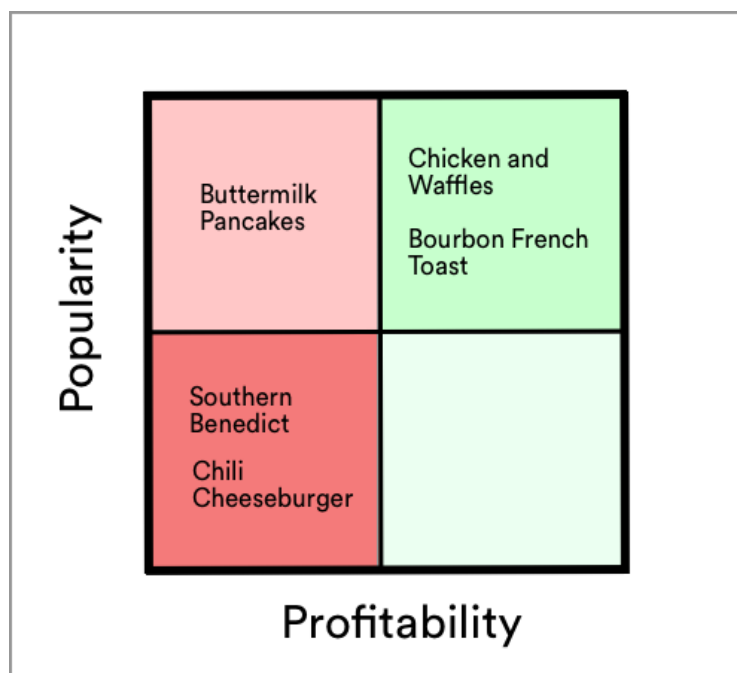 Popularity
Buttermilk
Pancakes
Chicken and
Waffles
Bourbon French
Toast
Southern
Benedict
Chili
Cheeseburger
Profitability